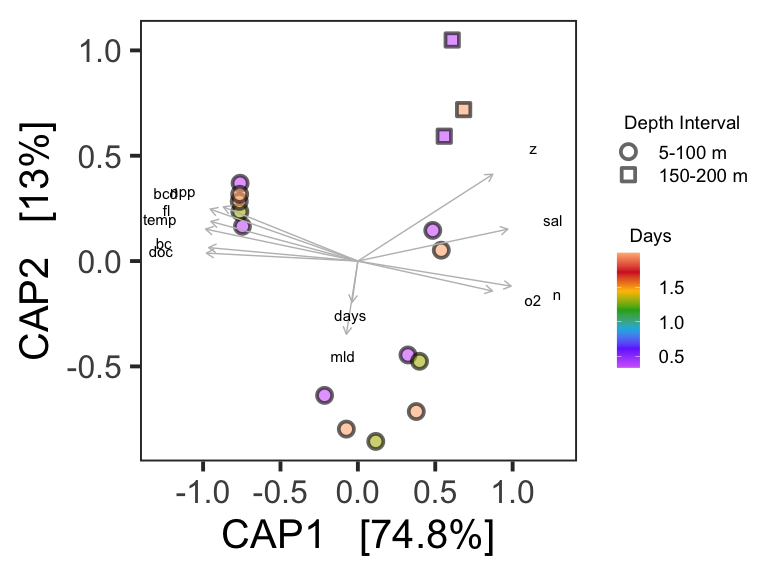 1.0
0.5
0.0
-0.5
CAP2 [13%]
-1.0 -0.5 0.0 0.5 1.0
CAP1 [74.8%]
z
sal
n
o2
days
mld
bcd
npp
fl
temp
bc
doc
Depth Interval
5-100 m
150-200 m
Days
1.5
1.0
0.5